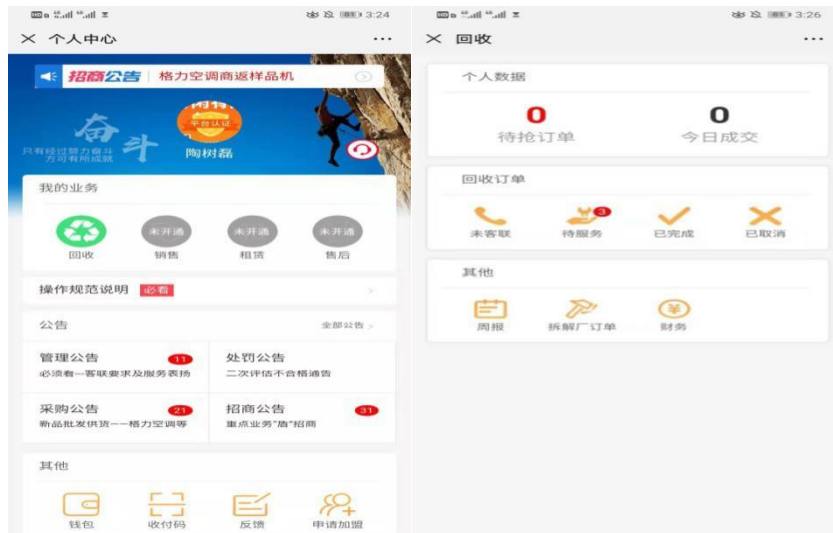 3:24
个人中心
招商公告 格力空调商返样品机
奋斗
只有经过努力奋斗
方可有所成就
平台认证
陶树磊
我的业务
未开通 未开通 未开通
回收 销售 租赁 售后
操作规范说明 必看
公告 全部公告 >
管理公告 11 处罚公告
必须看一客联要求及服务表扬 二次评估不合格通告
采购公告 21 招商公告 31
新品批发供货——格力空调等 重点业务"盾"招商
其他
钱包 收付码 反馈 申请加盟
3:26
回收
个人数据
0 0
待抢订单 今日成交
回收订单
3
未客联 待服务 已完成 已取消
其他
周报 拆解厂订单 财务